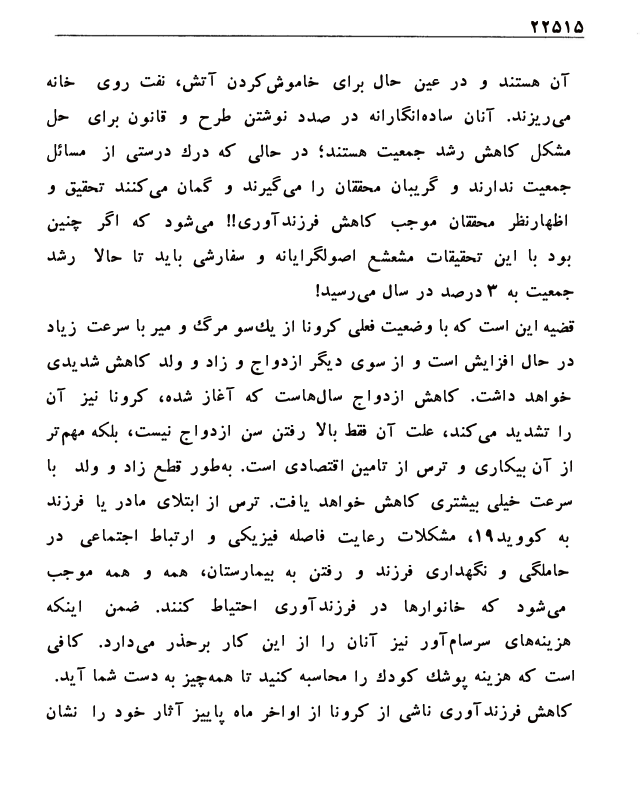 ۲۲۵۱۵
آن هستند و در عین حال برای خاموش‌کردن آتش، نفت روی خانه
می‌ریزند. آنان ساده‌انگارانه در صدد نوشتن طرح و قانون برای حل
مشکل کاهش رشد جمعیت هستند؛ در حالی که درك درستی از مسائل
جمعیت ندارند و گریبان محققان را می‌گیرند و گمان می‌کنند تحقیق و
اظهارنظر محققان موجب کاهش فرزندآوری!! می‌شود که اگر چنین
بود با این تحقیقات مشعشع اصولگرایانه و سفارشی باید تا حالا رشد
جمعیت به ۳ درصد در سال می‌رسید!
قضیه این است که با وضعیت فعلی کرونا از یك‌سو مرگ و میر با سرعت زیاد
در حال افزایش است و از سوی دیگر ازدواج و زاد و ولد کاهش شدیدی
خواهد داشت. کاهش ازدواج سال‌هاست که آغاز شده، کرونا نیز آن
را تشدید می‌کند، علت آن فقط بالا رفتن سن ازدواج نیست، بلکه مهم‌تر
از آن بیکاری و ترس از تامین اقتصادی است. به‌طور قطع زاد و ولد با
سرعت خیلی بیشتری کاهش خواهد یافت. ترس از ابتلای مادر یا فرزند
به کووید۱۹، مشکلات رعایت فاصله فیزیکی و ارتباط اجتماعی در
حاملگی و نگهداری فرزند و رفتن به بیمارستان، همه و همه موجب
می‌شود که خانوارها در فرزندآوری احتیاط کنند. ضمن اینکه
هزینه‌های سرسام‌آور نیز آنان را از این کار برحذر می‌دارد. کافی
است که هزینه پوشك کودك را محاسبه کنید تا همه‌چیز به دست شما آید.
کاهش فرزندآوری ناشی از کرونا از اواخر ماه پاییز آثار خود را نشان